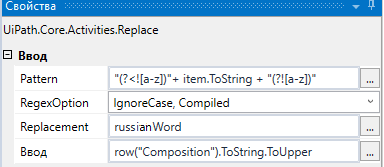 Свойства
UiPath.Core.Activities.Replace
Ввод
Pattern "(?<![a-z])"+ item.ToString + "(?![a-z])" ...
RegexOption IgnoreCase, Compiled
Replacement russianWord ...
Ввод row("Composition").ToString.ToUpper ...